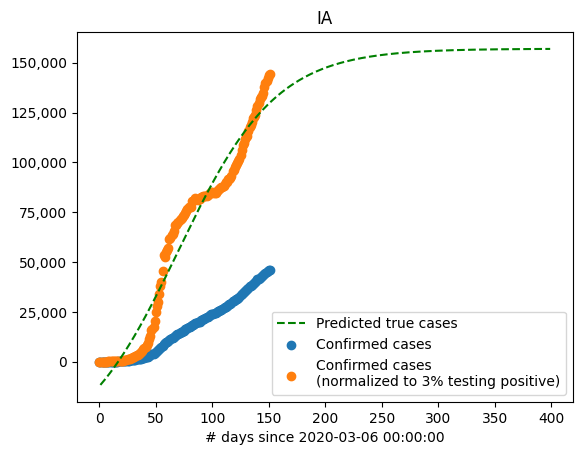 IA
150,000
125,000
100,000
75,000
50,000
25,000
0
Predicted true cases
Confirmed cases
Confirmed cases
(normalized to 3% testing positive)
0 50 100 150 200 250 300 350 400
# days since 2020-03-06 00:00:00